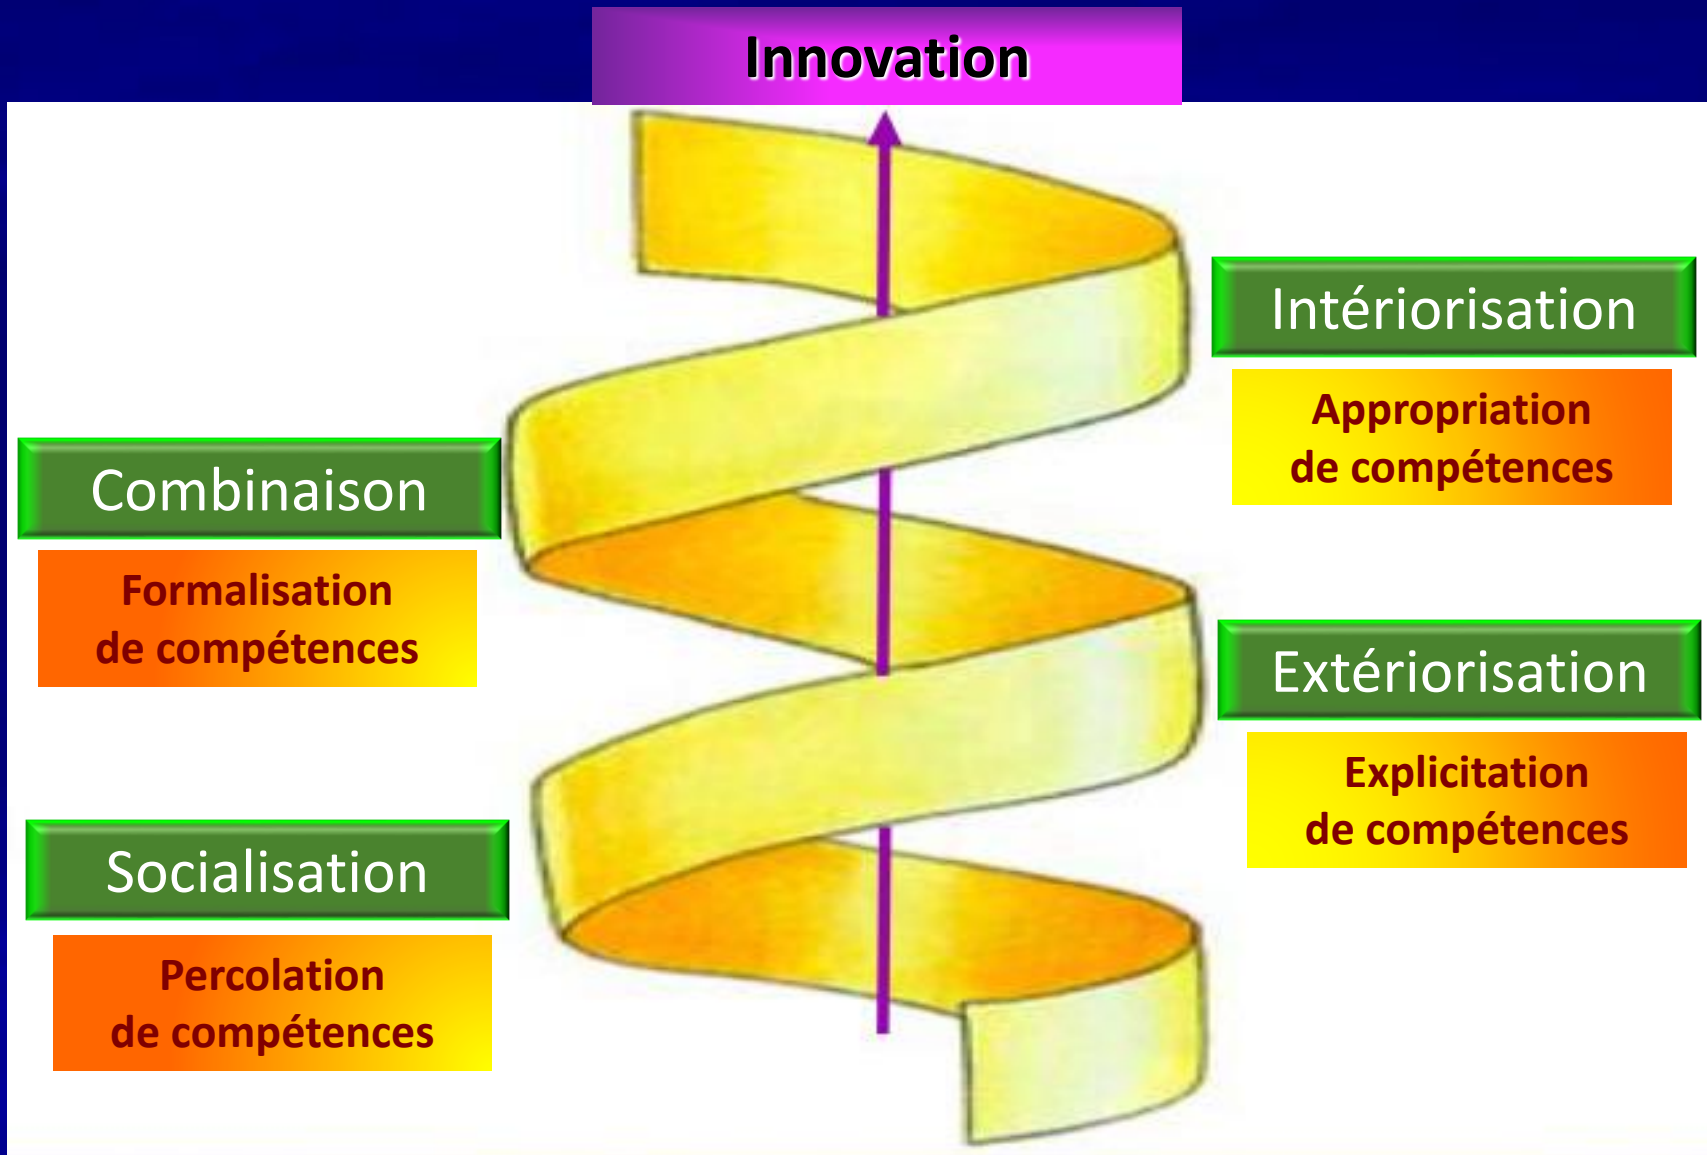 Innovation
Intériorisation
Appropriation
de compétences
Combinaison
Formalisation
de compétences
Extériorisation
Explicitation
de compétences
Socialisation
Percolation
de compétences